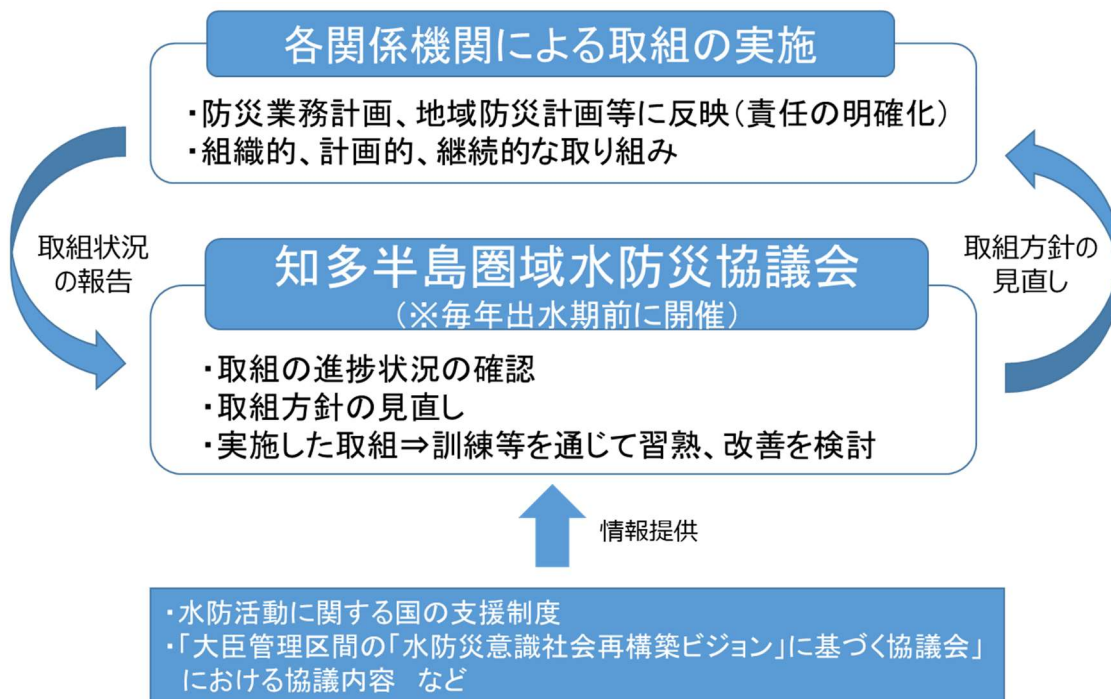 各関係機関による取組の実施
・防災業務計画、地域防災計画等に反映（責任の明確化）
・組織的、計画的、継続的な取り組み
取組状況
の報告
取組方針の
見直し
知多半島圏域水防災協議会
（※毎年出水期前に開催）
・取組の進捗状況の確認
・取組方針の見直し
・実施した取組⇒訓練等を通じて習熟、改善を検討
情報提供
・水防活動に関する国の支援制度
・「大臣管理区間の「水防災意識社会再構築ビジョン」に基づく協議会」
における協議内容　など